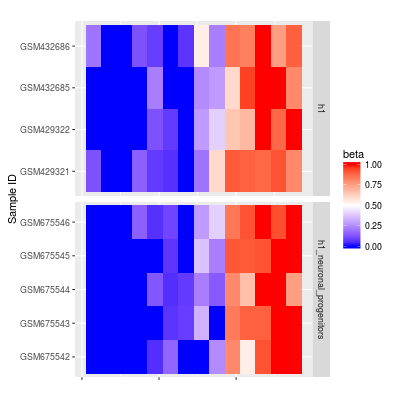 GSM432686
GSM432685
GSM429322
GSM429321
h1
GSM675546
GSM675545
GSM675544
GSM675543
GSM675542
h1_neuronal_progenitors
Sample ID
beta
1.00
0.75
0.50
0.25
0.00